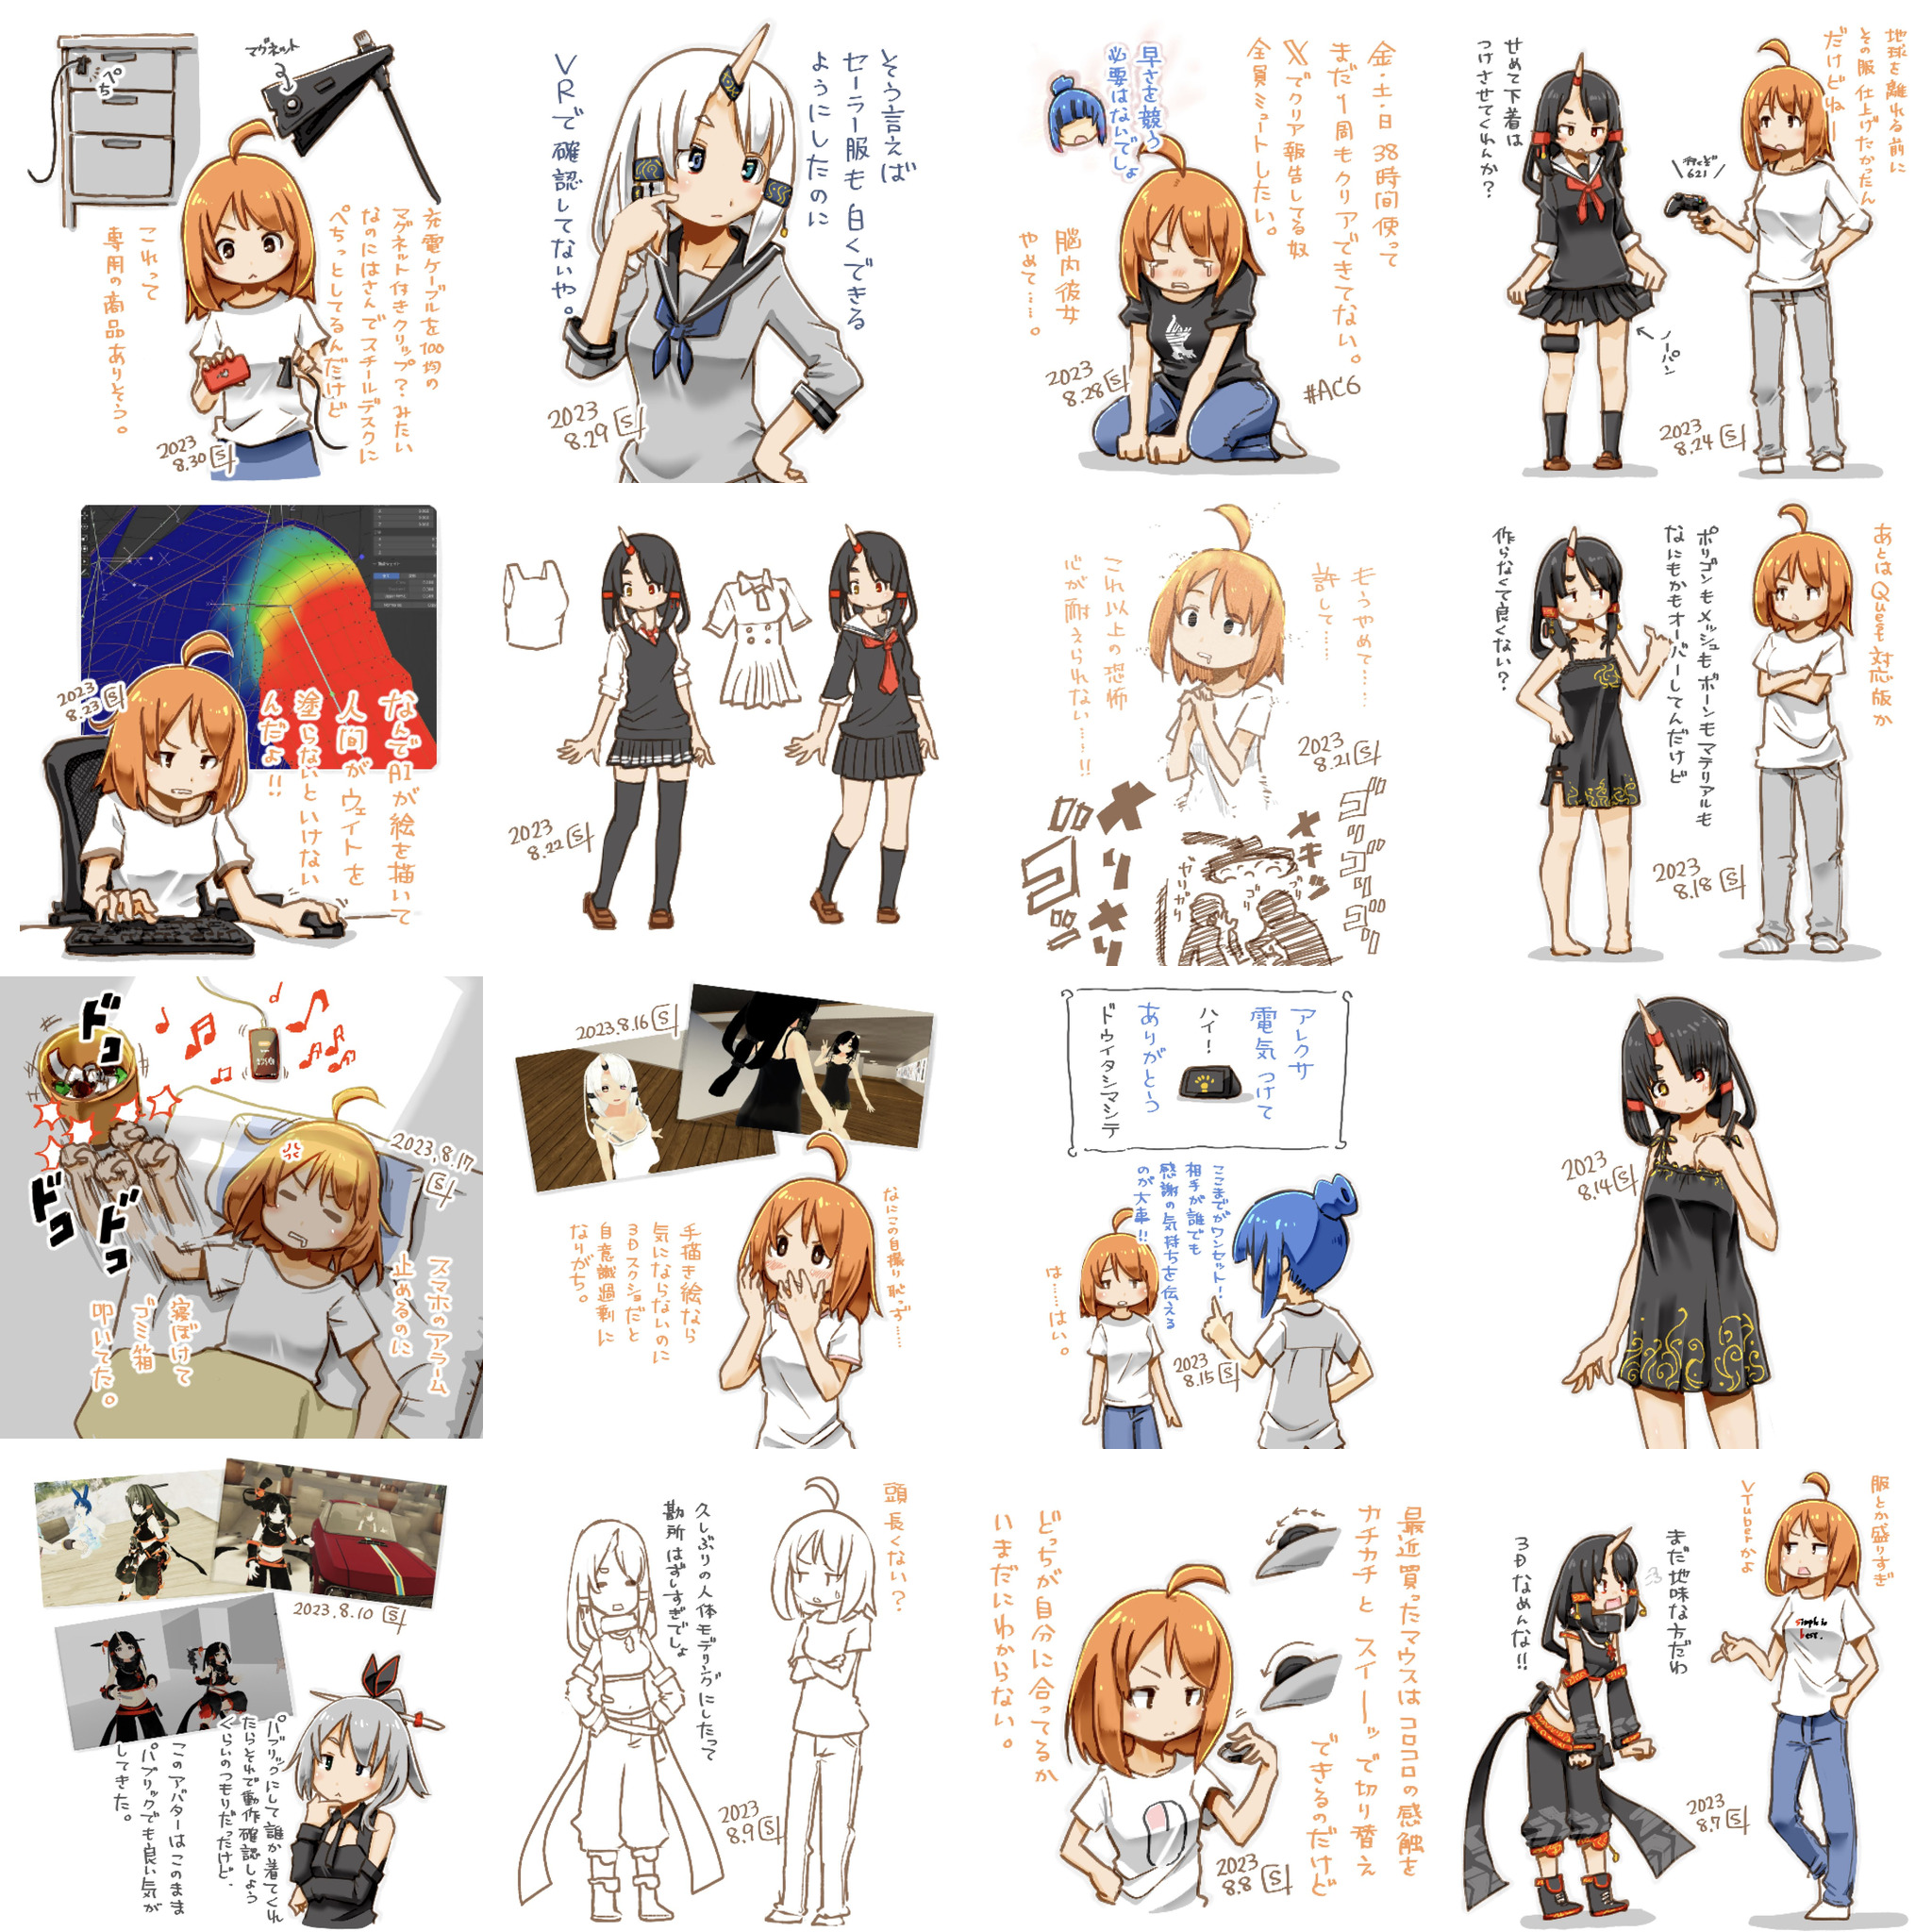 マグネット
ぺち
充電ケーブルを100均の
マグネット付きクリップ?みたい
なのにはさんでスチールデスクに
ぺちっとしてるんだけど
これって
専用の商品ありそう。
2023
8.30
そう言えば
セーラー服も白くできる
ようにしたのに
VRで確認してないや。
2023
8.29
金・土・日 38時間使って
まだ1周もクリアできてない。
Xでクリア報告してる奴
全員ミュートしたい。
早さを競う
必要はないでしょ
脳内彼女
やめて……。
2023
8.28
#AC6
地球を離れる前に
その服仕上げたかったん
だけどねー
行くぞ
621
せめて下着は
つけさせてくれんか?
ノーパン
2023
8.24
2023
8.23
なんでAIが絵を描いて
人間がウェイトを
塗らないといけない
んだよ!!
2023
8.22
もうやめて……
許して……
これ以上の恐怖
心が耐えられない……!!
2023
8.21
メリメリ
メキッ
ゴリゴリ
ガリガリ
あとはQuest対応版か
ポリゴンもメッシュもボーンもマテリアルも
なにもかもオーバーしてんだけど
作らなくて良くない?
2023
8.18
ドコ
ドコ
ドコ
2023,8.17
スマホのアラーム
止めるのに
寝ぼけて
ゴミ箱
叩いてた。
2023.8.16
なにこの自撮り恥っず……
手描き絵なら
気にならないのに
3Dスクショだと
自意識過剰に
なりがち。
アレクサ
電気つけて
ハイ!
ありがとう
ドウイタシマシテ
ここまでがワンセット!
相手が誰でも
感謝の気持ちを伝える
のが大事!!
は……はい。
2023
8.15
2023
8.14
2023.8.10
パブリックにして誰か着てくれ
たらそれで動作確認しよう
くらいのつもりだったけど、
このアバターはこのまま
パブリックでも良い気が
してきた。
頭長くない?
久しぶりの人体モデリングにしたって
勘所はずしすぎでしょ
2023
8.9
最近買ったマウスはコロコロの感触を
カチカチとスイーッで切り替え
できるのだけど
どっちが自分に合ってるか
いまだにわからない。
2023
8.8
服とか盛りすぎ
VTuberかよ
まだ地味な方だわ
3Dなめんな!!
simple is
best.
2023
8.7